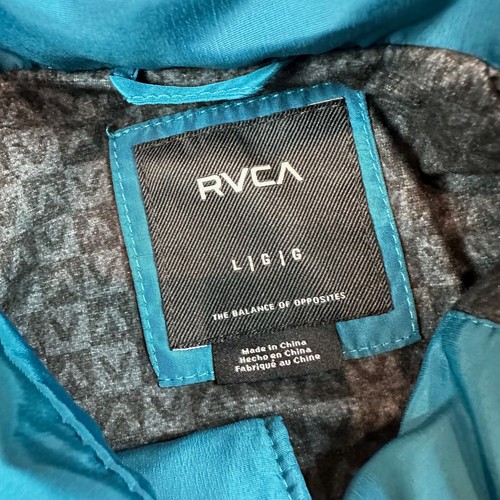 RVCA
L | G | G
THE BALANCE OF OPPOSITES
Made in China
Hecho en China
Fabriqué au Chine